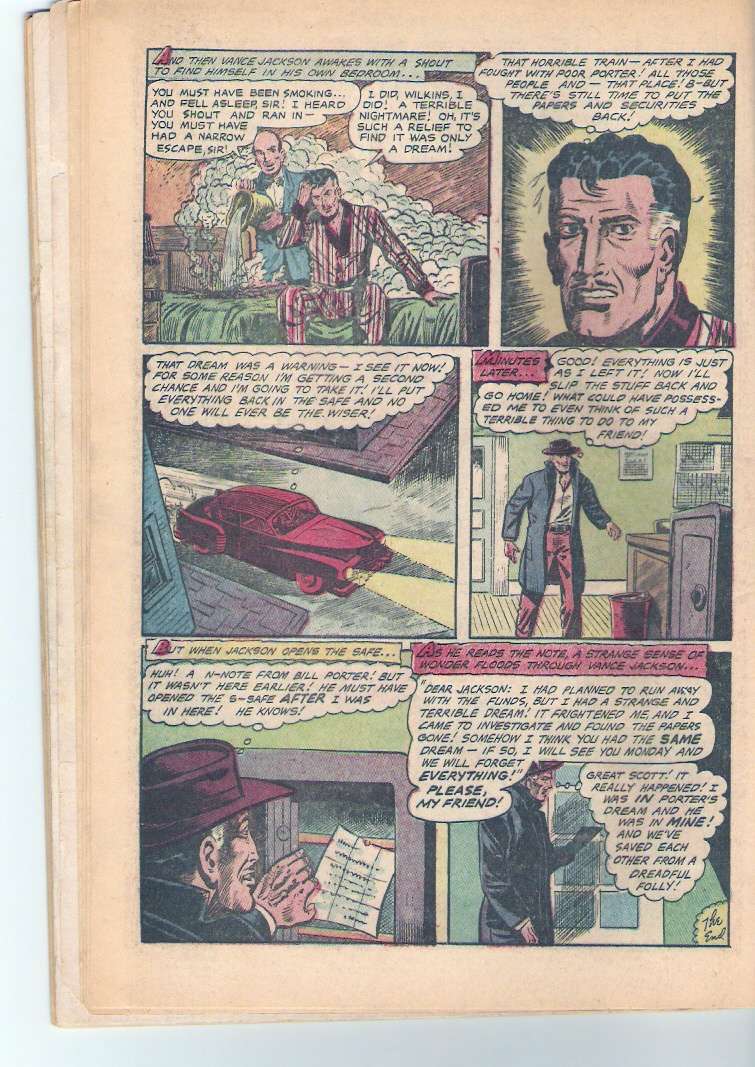 AND THEN VANCE JACKSON AWAKES WITH A SHOUT
TO FIND HIMSELF IN HIS OWN BEDROOM...
YOU MUST HAVE BEEN SMOKING...
AND FELL ASLEEP, SIR! I HEARD
YOU SHOUT AND RAN IN—
YOU MUST HAVE
HAD A NARROW
ESCAPE, SIR!
I DID, WILKINS, I
DID! A TERRIBLE
NIGHTMARE! OH, IT'S
SUCH A RELIEF TO
FIND IT WAS ONLY
A DREAM!
THAT HORRIBLE TRAIN— AFTER I HAD
FOUGHT WITH POOR PORTER! ALL THOSE
PEOPLE AND — THAT PLACE! B-BUT
THERE'S STILL TIME TO PUT THE
PAPERS AND SECURITIES
BACK!
THAT DREAM WAS A WARNING— I SEE IT NOW!
FOR SOME REASON I'M GETTING A SECOND
CHANCE AND I'M GOING TO TAKE IT. I'LL PUT
EVERYTHING BACK IN THE SAFE AND NO
ONE WILL EVER BE THE WISER!
MINUTES
LATER...
GOOD! EVERYTHING IS JUST
AS I LEFT IT! NOW I'LL
SLIP THE STUFF BACK AND
GO HOME! WHAT COULD HAVE POSSESS-
ED ME TO EVEN THINK OF SUCH A
TERRIBLE THING TO DO TO MY
FRIEND!
BUT WHEN JACKSON OPENS THE SAFE...
HUH! A N-NOTE FROM BILL PORTER! BUT
IT WASN'T HERE EARLIER! HE MUST HAVE
OPENED THE S-SAFE AFTER I WAS
IN HERE! HE KNOWS!
AS HE READS THE NOTE, A STRANGE SENSE OF
WONDER FLOODS THROUGH VANCE JACKSON...
"DEAR JACKSON: I HAD PLANNED TO RUN AWAY
WITH THE FUNDS, BUT I HAD A STRANGE AND
TERRIBLE DREAM! IT FRIGHTENED ME, AND I
CAME TO INVESTIGATE AND FOUND THE PAPERS
GONE! SOMEHOW I THINK YOU HAD THE SAME
DREAM — IF SO, I WILL SEE YOU MONDAY AND
WE WILL FORGET
EVERYTHING!"
PLEASE,
MY FRIEND!
GREAT SCOTT! IT
REALLY HAPPENED! I
WAS IN PORTER'S
DREAM AND HE
WAS IN MINE!
AND WE'VE
SAVED EACH
OTHER FROM A
DREADFUL
FOLLY!
The
End